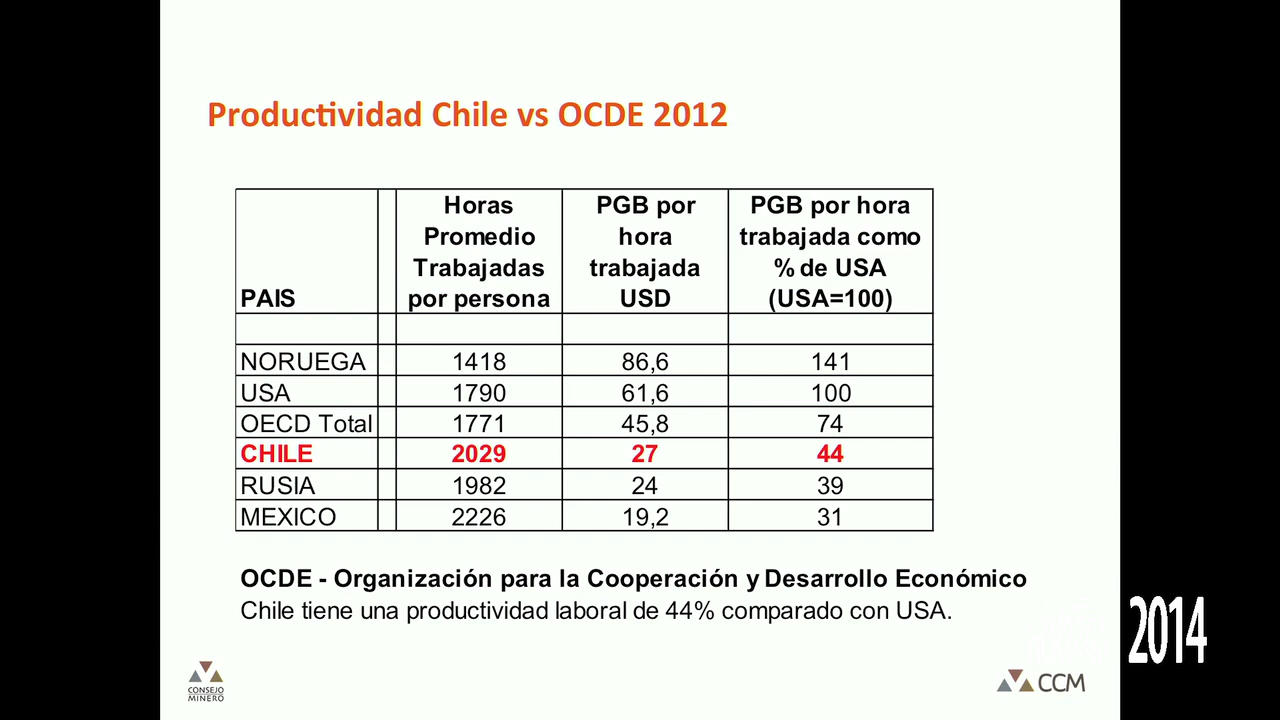 Productividad Chile vs OCDE 2012
PAIS Horas Promedio Trabajadas por persona PGB por hora trabajada USD PGB por hora trabajada como % de USA (USA=100)
NORUEGA 1418 86,6 141
USA 1790 61,6 100
OECD Total 1771 45,8 74
CHILE 2029 27 44
RUSIA 1982 24 39
MEXICO 2226 19,2 31
OCDE - Organización para la Cooperación y Desarrollo Económico
Chile tiene una productividad laboral de 44% comparado con USA.
2014
CONSEJO
MINERO
CCM